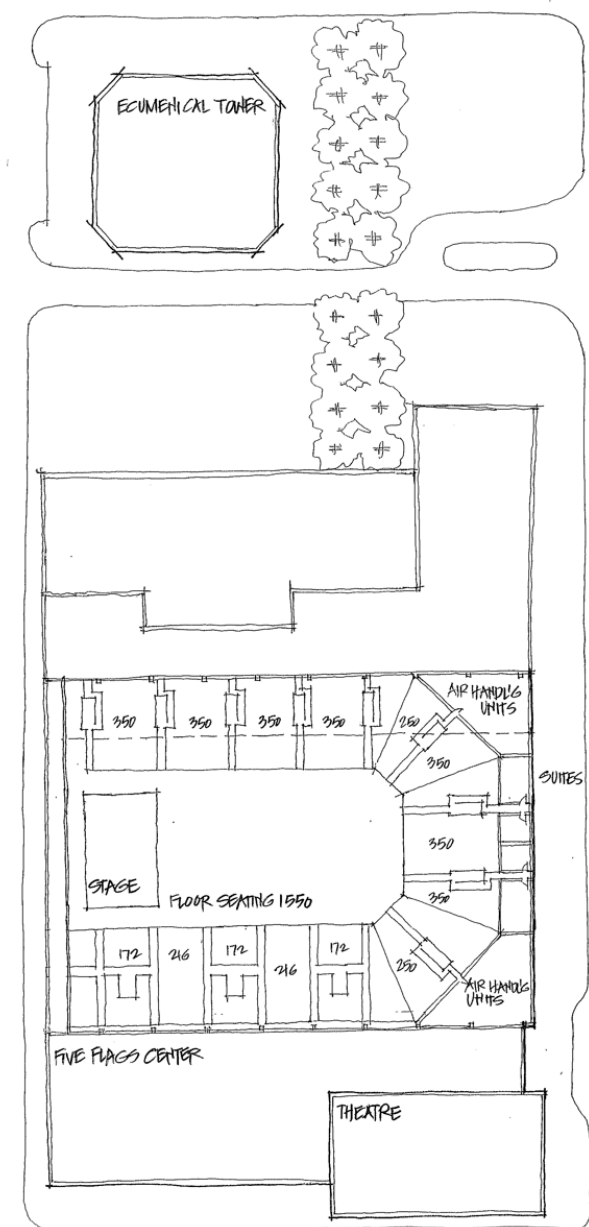 ECUMENICAL TOWER
AIR HANDL'G
UNITS
350
350
350
350
250
350
SUITES
350
STAGE
350
FLOOR SEATING 1550
172
216
172
216
172
250
AIR HANDL'G
UNITS
FIVE FLAGS CENTER
THEATRE